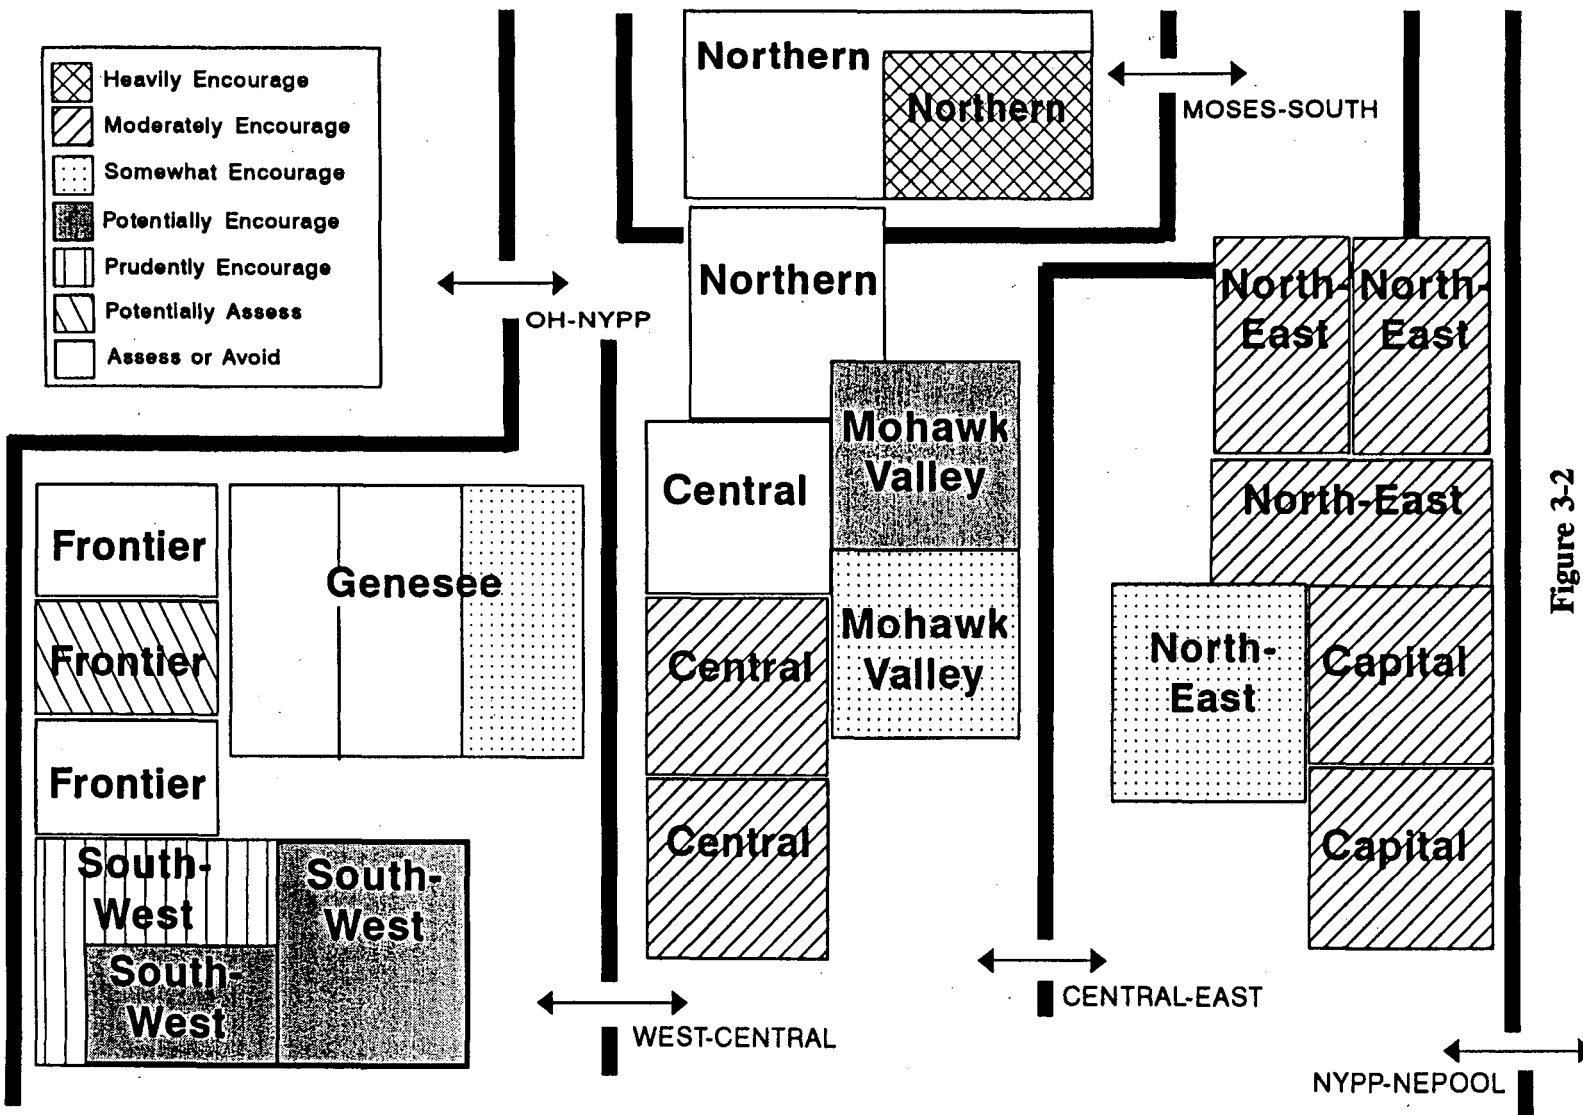 Heavily Encourage
Moderately Encourage
Somewhat Encourage
Potentially Encourage
Prudently Encourage
Potentially Assess
Assess or Avoid
Northern
Northern
MOSES-SOUTH
OH-NYPP
Northern
North-
East
North-
East
Mohawk
Valley
Central
North-East
Frontier
Genesee
Mohawk
Valley
North-
East
Capital
Frontier
Central
Frontier
Central
Capital
South-
West
South-
West
South-
West
WEST-CENTRAL
CENTRAL-EAST
NYPP-NEPOOL
Figure 3-2